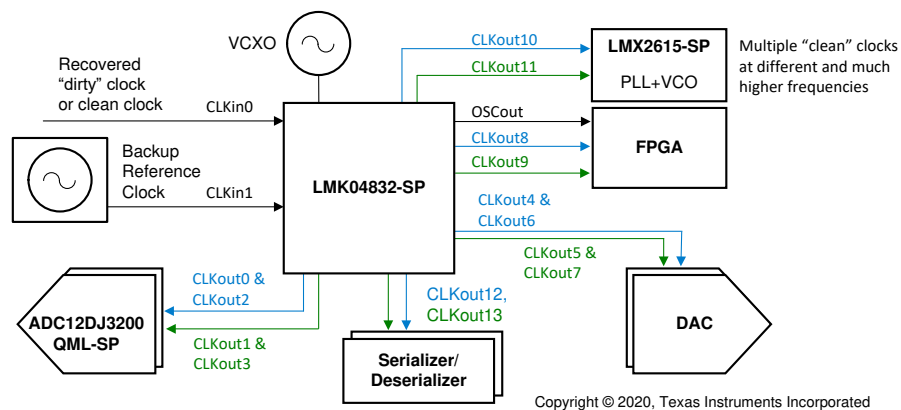 VCXO
Recovered
“dirty” clock
or clean clock
CLKin0
Backup
Reference
Clock
CLKin1
LMK04832-SP
CLKout10
CLKout11
LMX2615-SP
PLL+VCO
Multiple “clean” clocks
at different and much
higher frequencies
OSCout
CLKout8
CLKout9
FPGA
CLKout4 &
CLKout6
CLKout5 &
CLKout7
DAC
CLKout0 &
CLKout2
CLKout1 &
CLKout3
ADC12DJ3200
QML-SP
CLKout12,
CLKout13
Serializer/
Deserializer
Copyright © 2020, Texas Instruments Incorporated